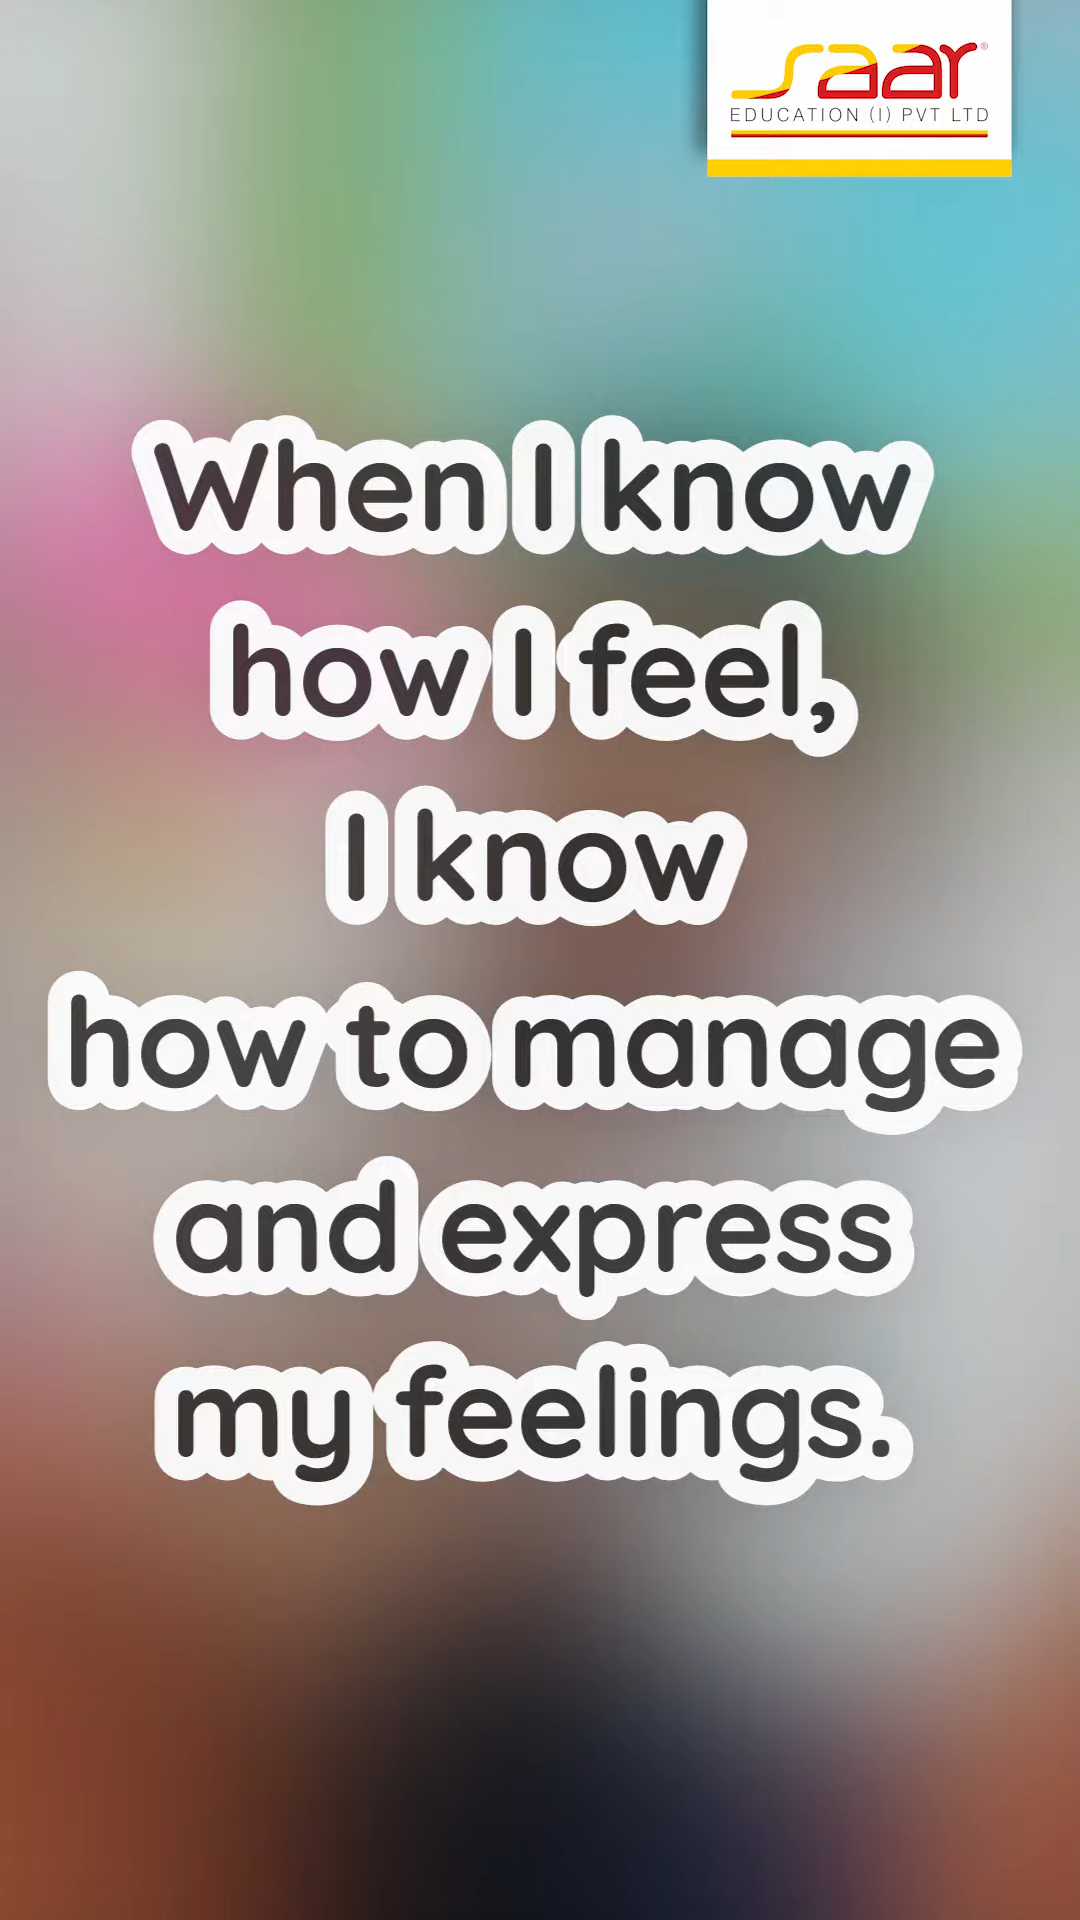 saar®
EDUCATION (I) PVT LTD
When I know
how I feel,
I know
how to manage
and express
my feelings.